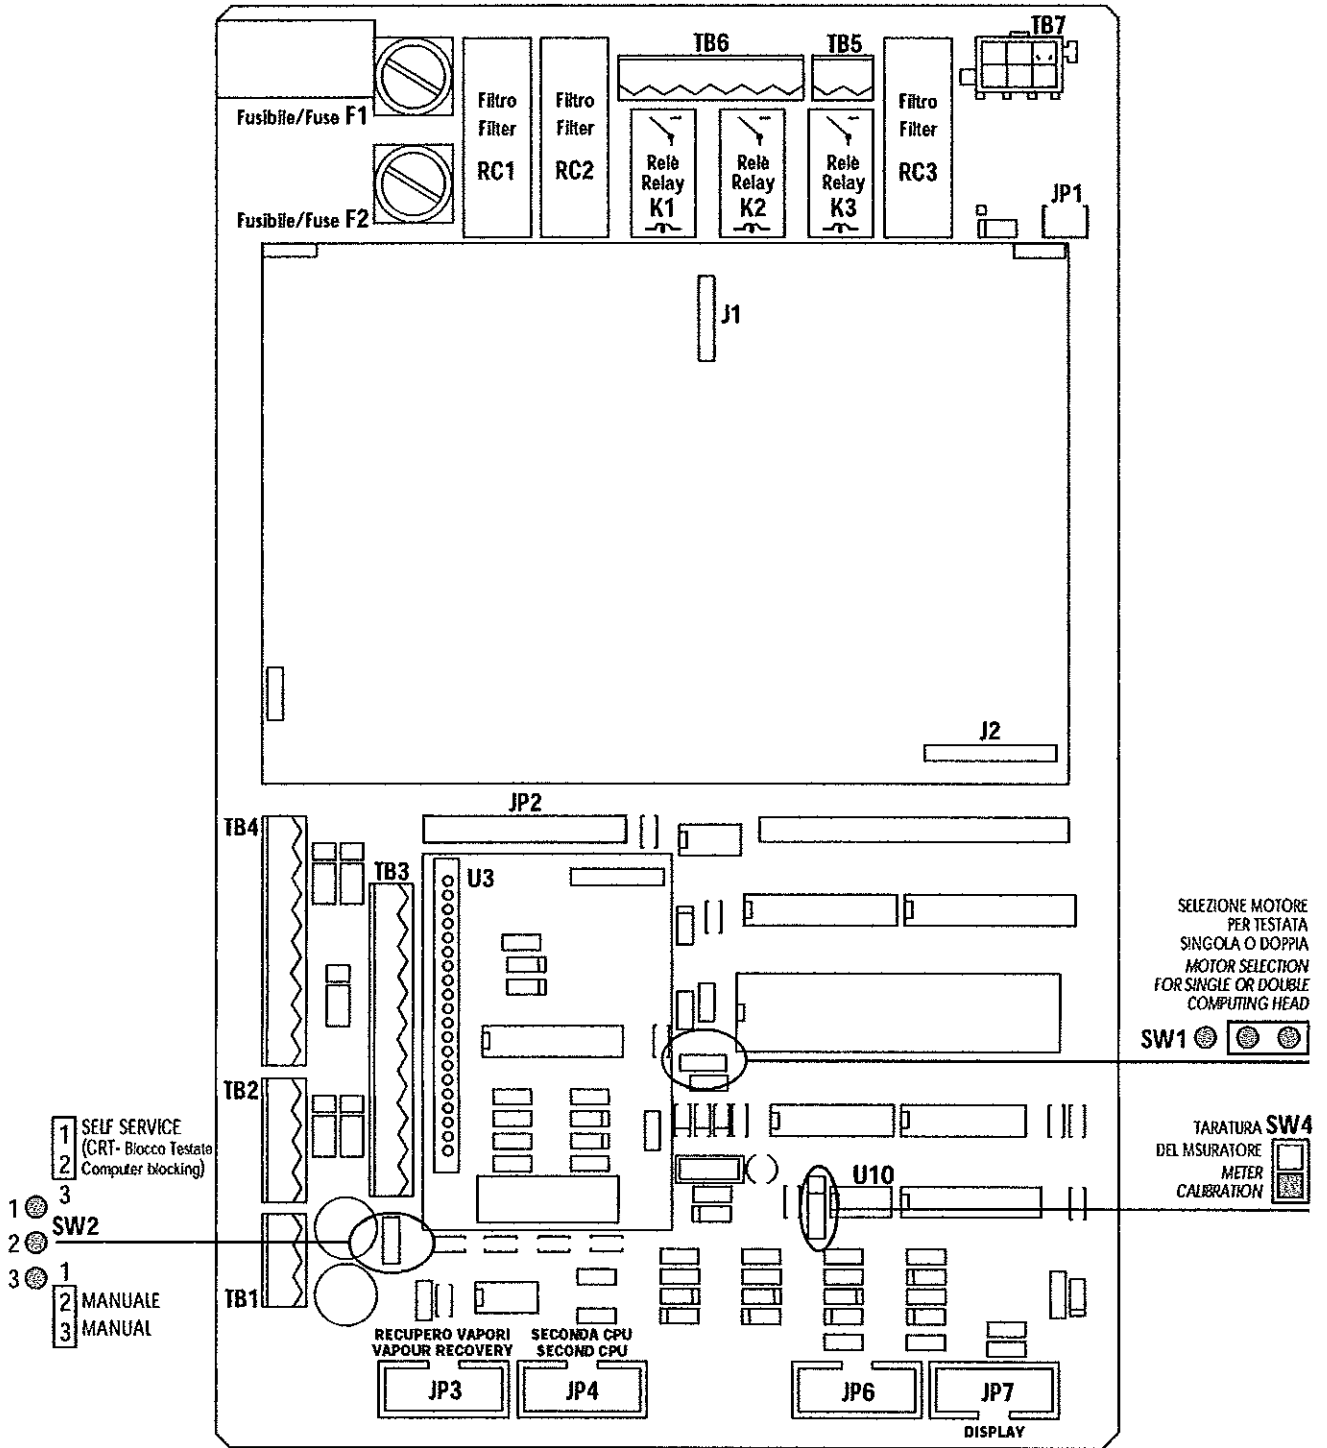 TB7
TB6
TB5
Fusibile/Fuse F1
Filtro
Filter
RC1
Filtro
Filter
RC2
Relè
Relay
K1
Relè
Relay
K2
Relè
Relay
K3
Filtro
Filter
RC3
JP1
Fusibile/Fuse F2
J1
J2
JP2
TB4
TB3
U3
SELEZIONE MOTORE
PER TESTATA
SINGOLA O DOPPIA
MOTOR SELECTION
FOR SINGLE OR DOUBLE
COMPUTING HEAD
SW1
TB2
1 SELF SERVICE
(CRT- Blocco Testate
2 Computer blocking)
3
TARATURA SW4
DEL MSURATORE
METER
CALIBRATION
U10
1
2 SW2
3
1
2 MANUALE
3 MANUAL
TB1
RECUPERO VAPORI
VAPOUR RECOVERY
SECONDA CPU
SECOND CPU
JP3
JP4
JP6
JP7
DISPLAY